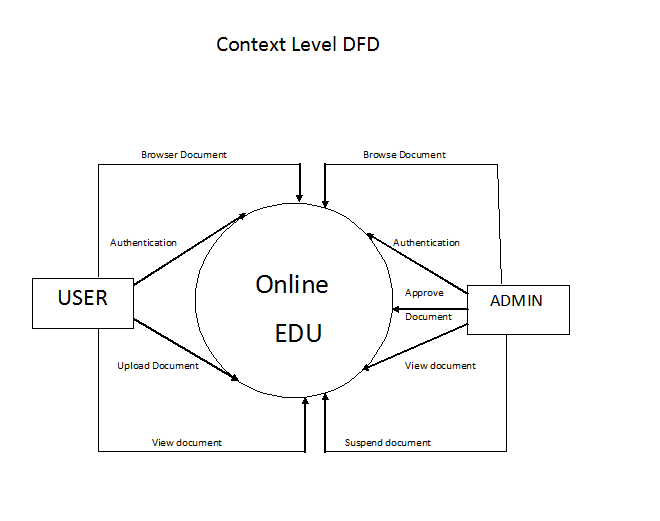 Context Level DFD
Browser Document
Browse Document
Authentication
Authentication
Online
EDU
USER
ADMIN
Approve
Document
Upload Document
View document
View document
Suspend document